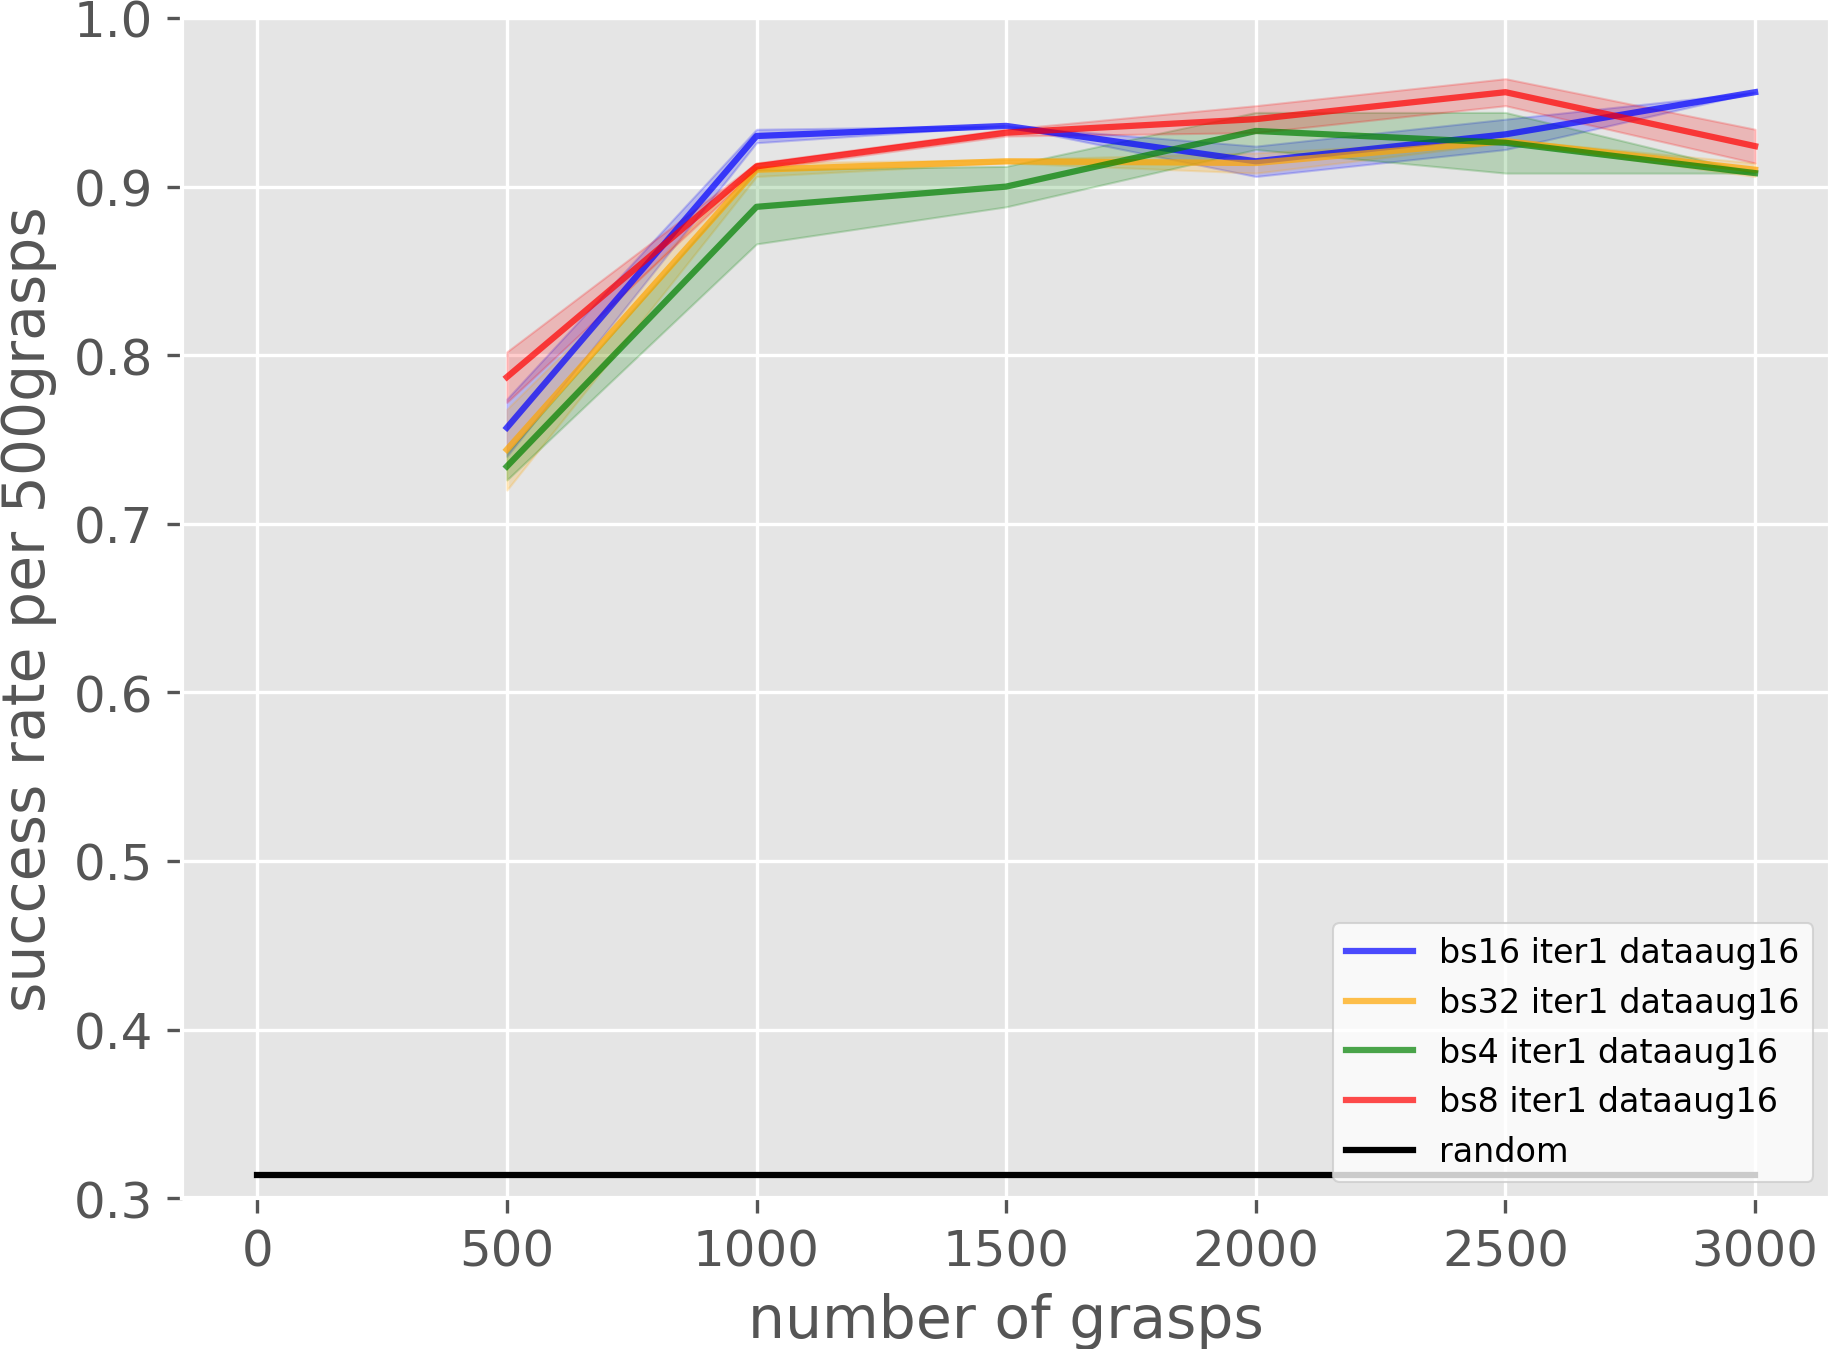 1.0
0.9
0.8
0.7
0.6
0.5
0.4
0.3
success rate per 500grasps
0 500 1000 1500 2000 2500 3000
number of grasps
bs16 iter1 dataaug16
bs32 iter1 dataaug16
bs4 iter1 dataaug16
bs8 iter1 dataaug16
random